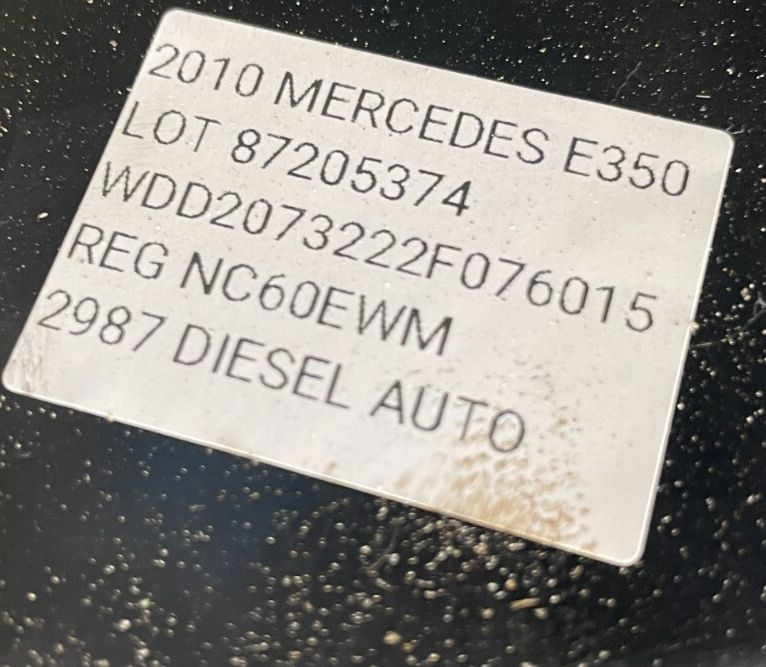 2010 MERCEDES E350
LOT 87205374
WDD2073222F076015
REG NC60EWM
2987 DIESEL AUTO